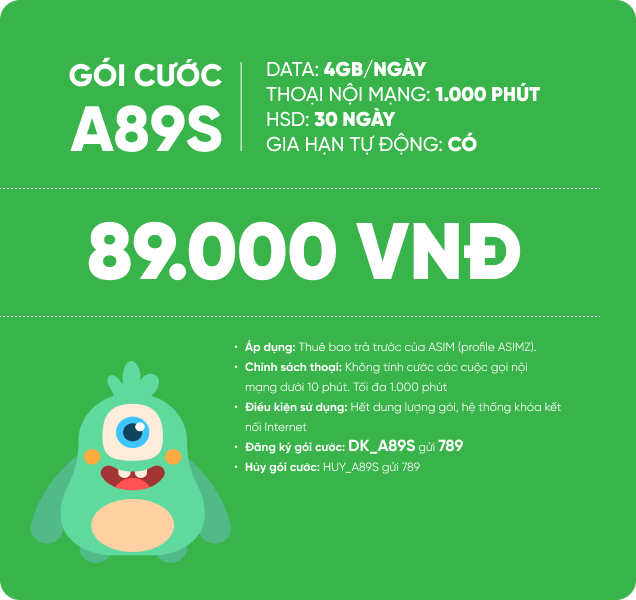 GÓI CƯỚC
A89S
DATA: 4GB/NGÀY
THOẠI NỘI MẠNG: 1.000 PHÚT
HSD: 30 NGÀY
GIA HẠN TỰ ĐỘNG: CÓ
89.000 VNĐ
• Áp dụng: Thuê bao trả trước của ASIM (profile ASIMZ).
• Chính sách thoại: Không tính cước các cuộc gọi nội
mạng dưới 10 phút. Tối đa 1.000 phút
• Điều kiện sử dụng: Hết dung lượng gói, hệ thống khóa kết
nối Internet
• Đăng ký gói cước: DK_A89S gửi 789
• Hủy gói cước: HUY_A89S gửi 789